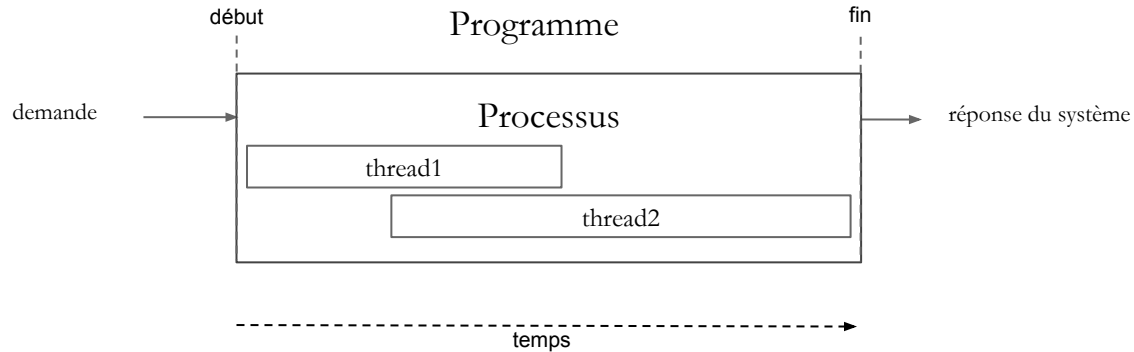 début
Programme
fin
demande
Processus
réponse du système
thread1
thread2
temps